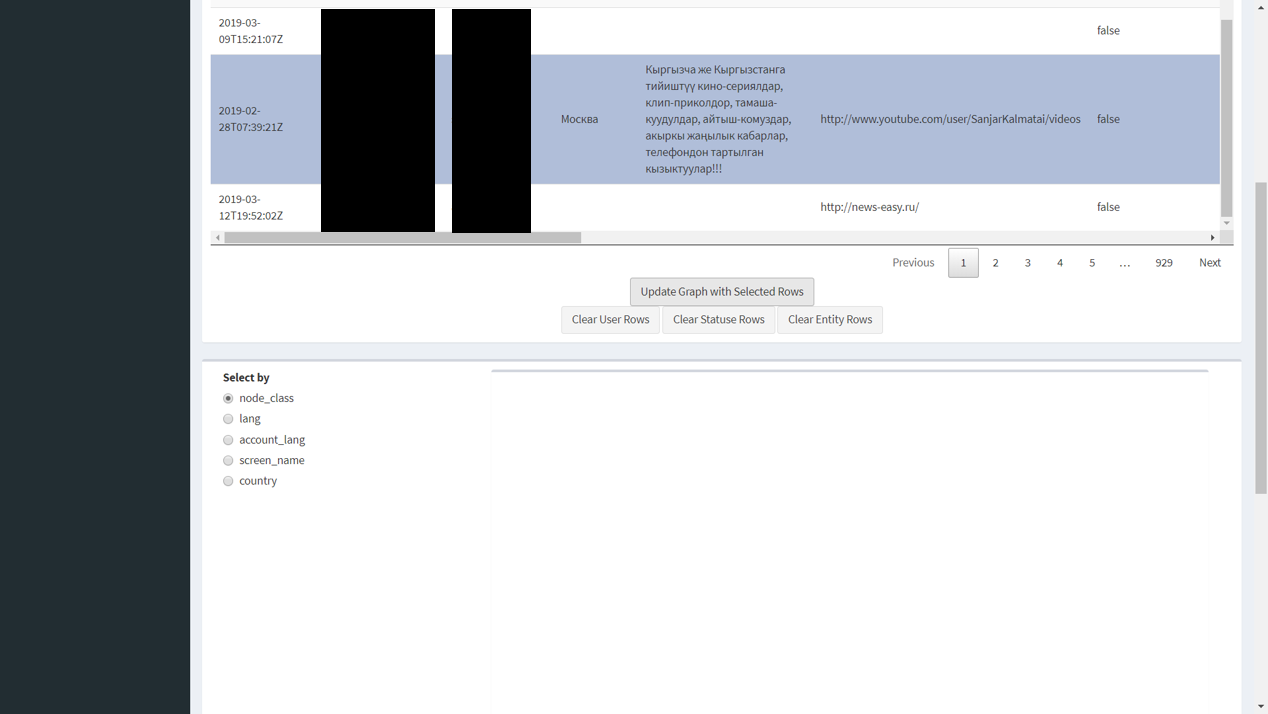 2019-03-
09T15:21:07Z
false
2019-02-
28T07:39:21Z
Москва
Кыргызча же Кыргызстанга
тийиштүү кино-сериялдар,
клип-приколдор, тамаша-
куудулдар, айтыш-комуздар,
акыркы жаңылык кабарлар,
телефондон тартылган
кызыктуулар!!!
http://www.youtube.com/user/SanjarKalmatai/videos
false
2019-03-
12T19:52:02Z
http://news-easy.ru/
false
Previous 1 2 3 4 5 … 929 Next
Update Graph with Selected Rows
Clear User Rows Clear Statuse Rows Clear Entity Rows
Select by
node_class
lang
account_lang
screen_name
country